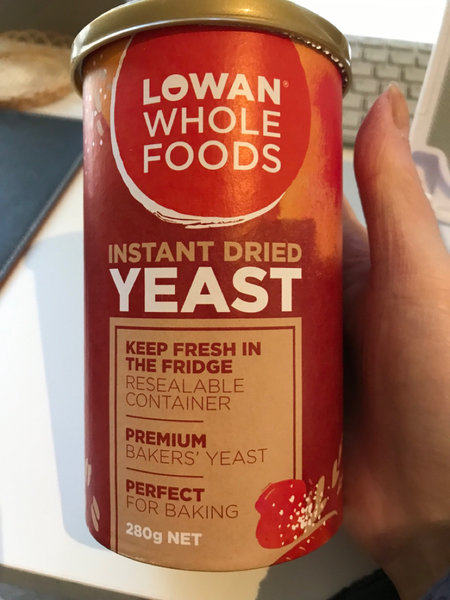 LOWAN®
WHOLE
FOODS
INSTANT DRIED
YEAST
KEEP FRESH IN
THE FRIDGE
RESEALABLE
CONTAINER
PREMIUM
BAKERS' YEAST
PERFECT
FOR BAKING
280g NET